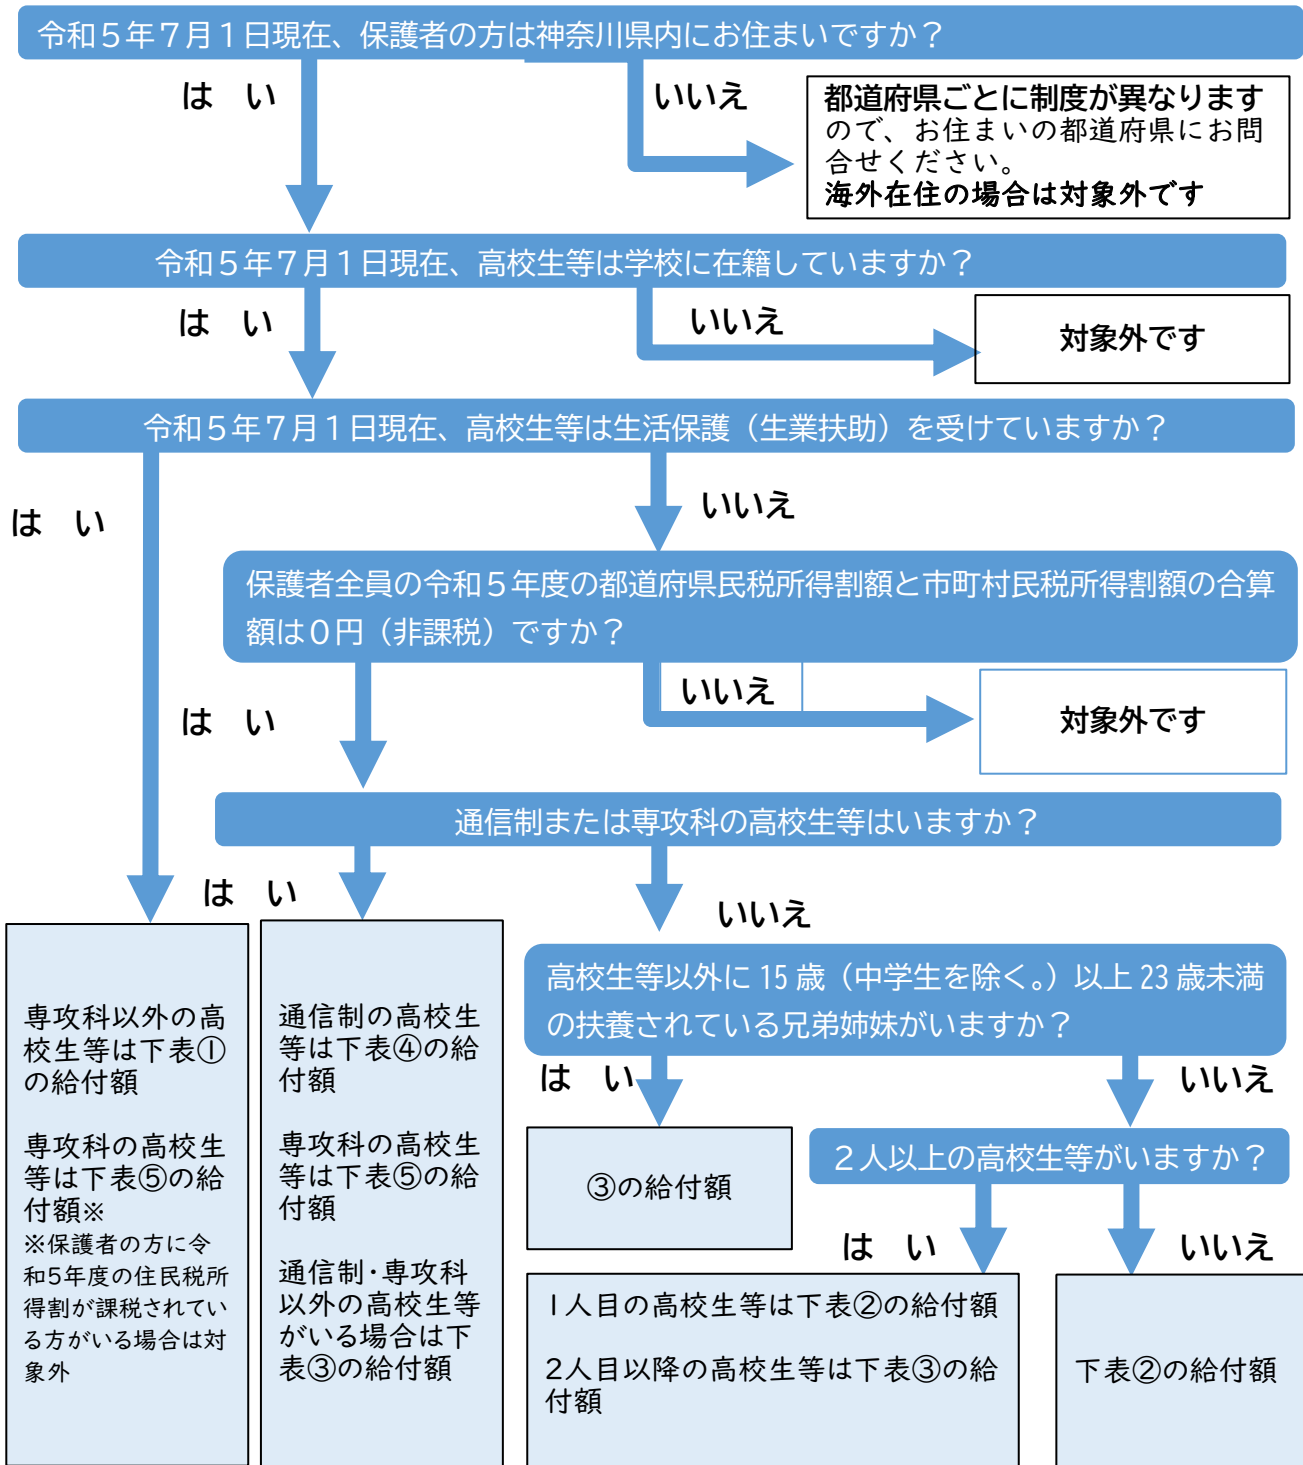 令和５年７月１日現在、保護者の方は神奈川県内にお住まいですか？
は　い
いいえ
都道府県ごとに制度が異なります
ので、お住まいの都道府県にお問
合せください。
海外在住の場合は対象外です
令和５年７月１日現在、高校生等は学校に在籍していますか？
は　い
いいえ
対象外です
令和５年７月１日現在、高校生等は生活保護（生業扶助）を受けていますか？
は　い
いいえ
保護者全員の令和５年度の都道府県民税所得割額と市町村民税所得割額の合算
額は０円（非課税）ですか？
は　い
いいえ
対象外です
通信制または専攻科の高校生等はいますか？
は　い
いいえ
専攻科以外の高
校生等は下表①
の給付額
専攻科の高校生
等は下表⑤の給
付額※
※保護者の方に令
和5年度の住民税所
得割が課税されてい
る方がいる場合は対
象外
通信制の高校生
等は下表④の給
付額
専攻科の高校生
等は下表⑤の給
付額
通信制・専攻科
以外の高校生等
がいる場合は下
表③の給付額
高校生等以外に 15 歳（中学生を除く。）以上 23 歳未満
の扶養されている兄弟姉妹がいますか？
は　い
いいえ
③の給付額
２人以上の高校生等がいますか？
は　い
いいえ
1人目の高校生等は下表②の給付額
2人目以降の高校生等は下表③の給
付額
下表②の給付額